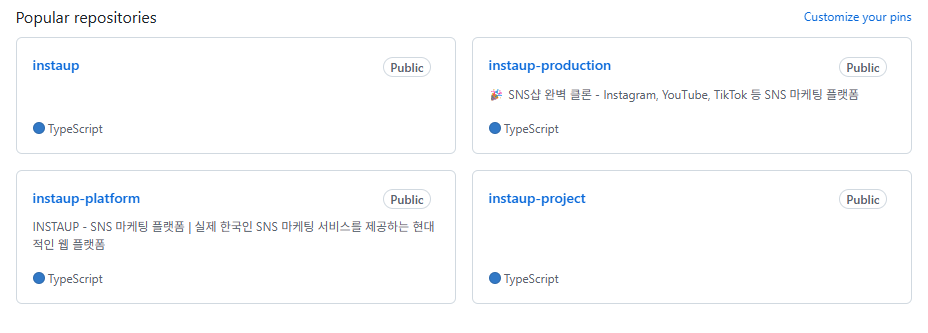 Popular repositories
Customize your pins
instaup
Public
TypeScript
instaup-production
Public
🎉 SNS샵 완벽 클론 - Instagram, YouTube, TikTok 등 SNS 마케팅 플랫폼
TypeScript
instaup-platform
Public
INSTAUP - SNS 마케팅 플랫폼 | 실제 한국인 SNS 마케팅 서비스를 제공하는 현대
적인 웹 플랫폼
TypeScript
instaup-project
Public
TypeScript